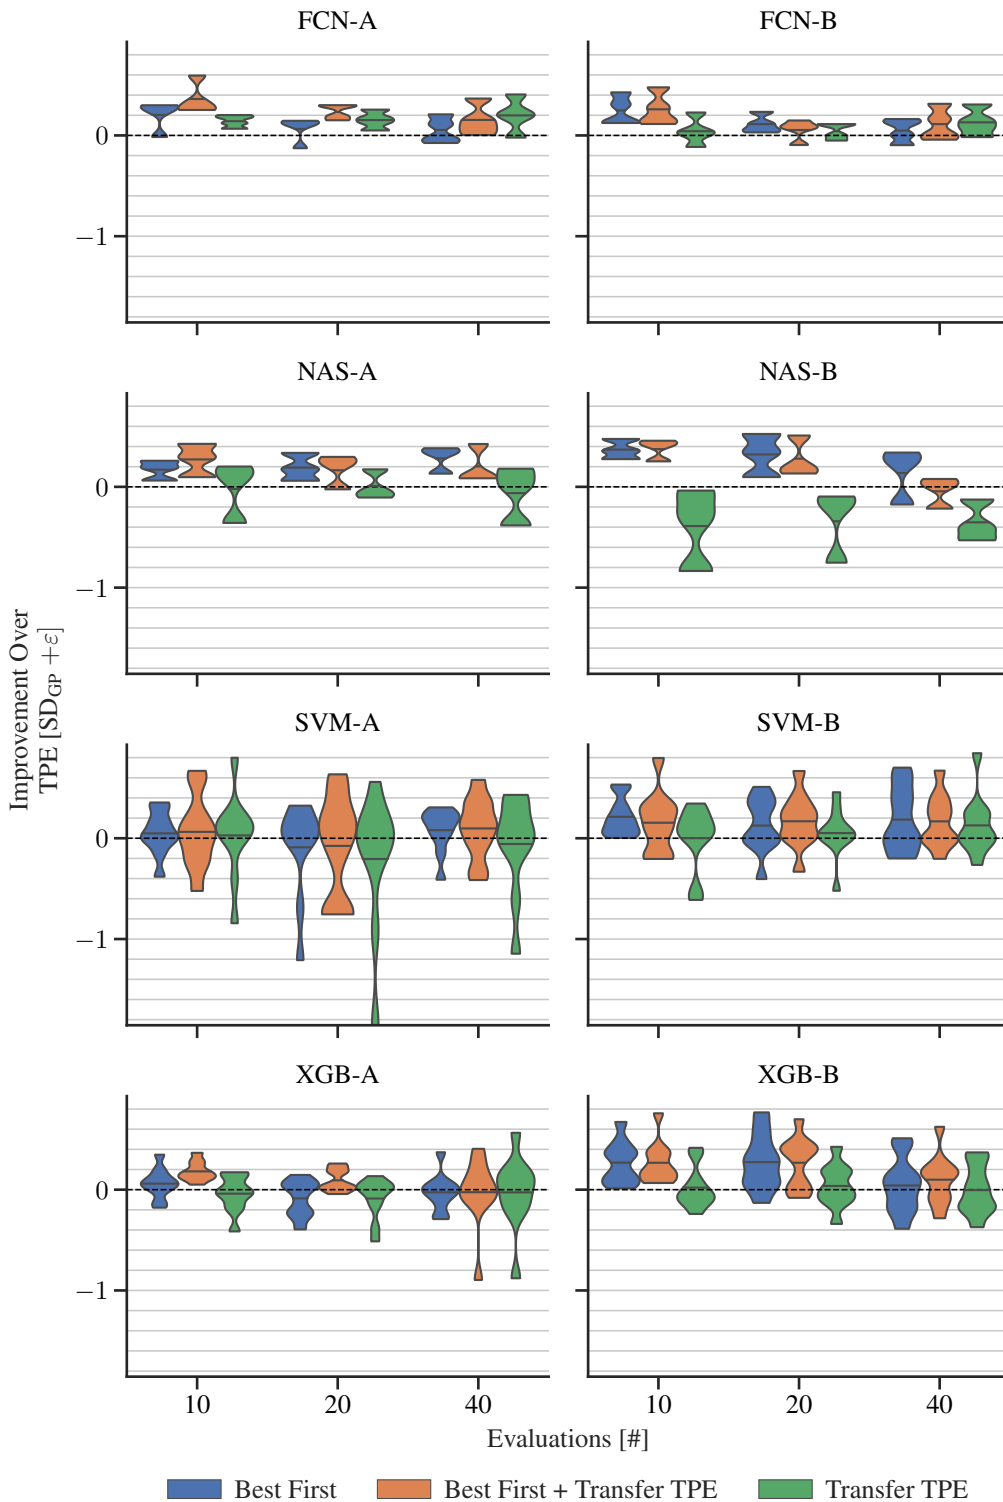 FCN-A
FCN-B
0
−1
NAS-A
NAS-B
0
−1
Improvement Over
TPE [SD_GP +ε]
SVM-A
SVM-B
0
−1
XGB-A
XGB-B
0
−1
10 20 40
10 20 40
Evaluations [#]
Best First Best First + Transfer TPE Transfer TPE